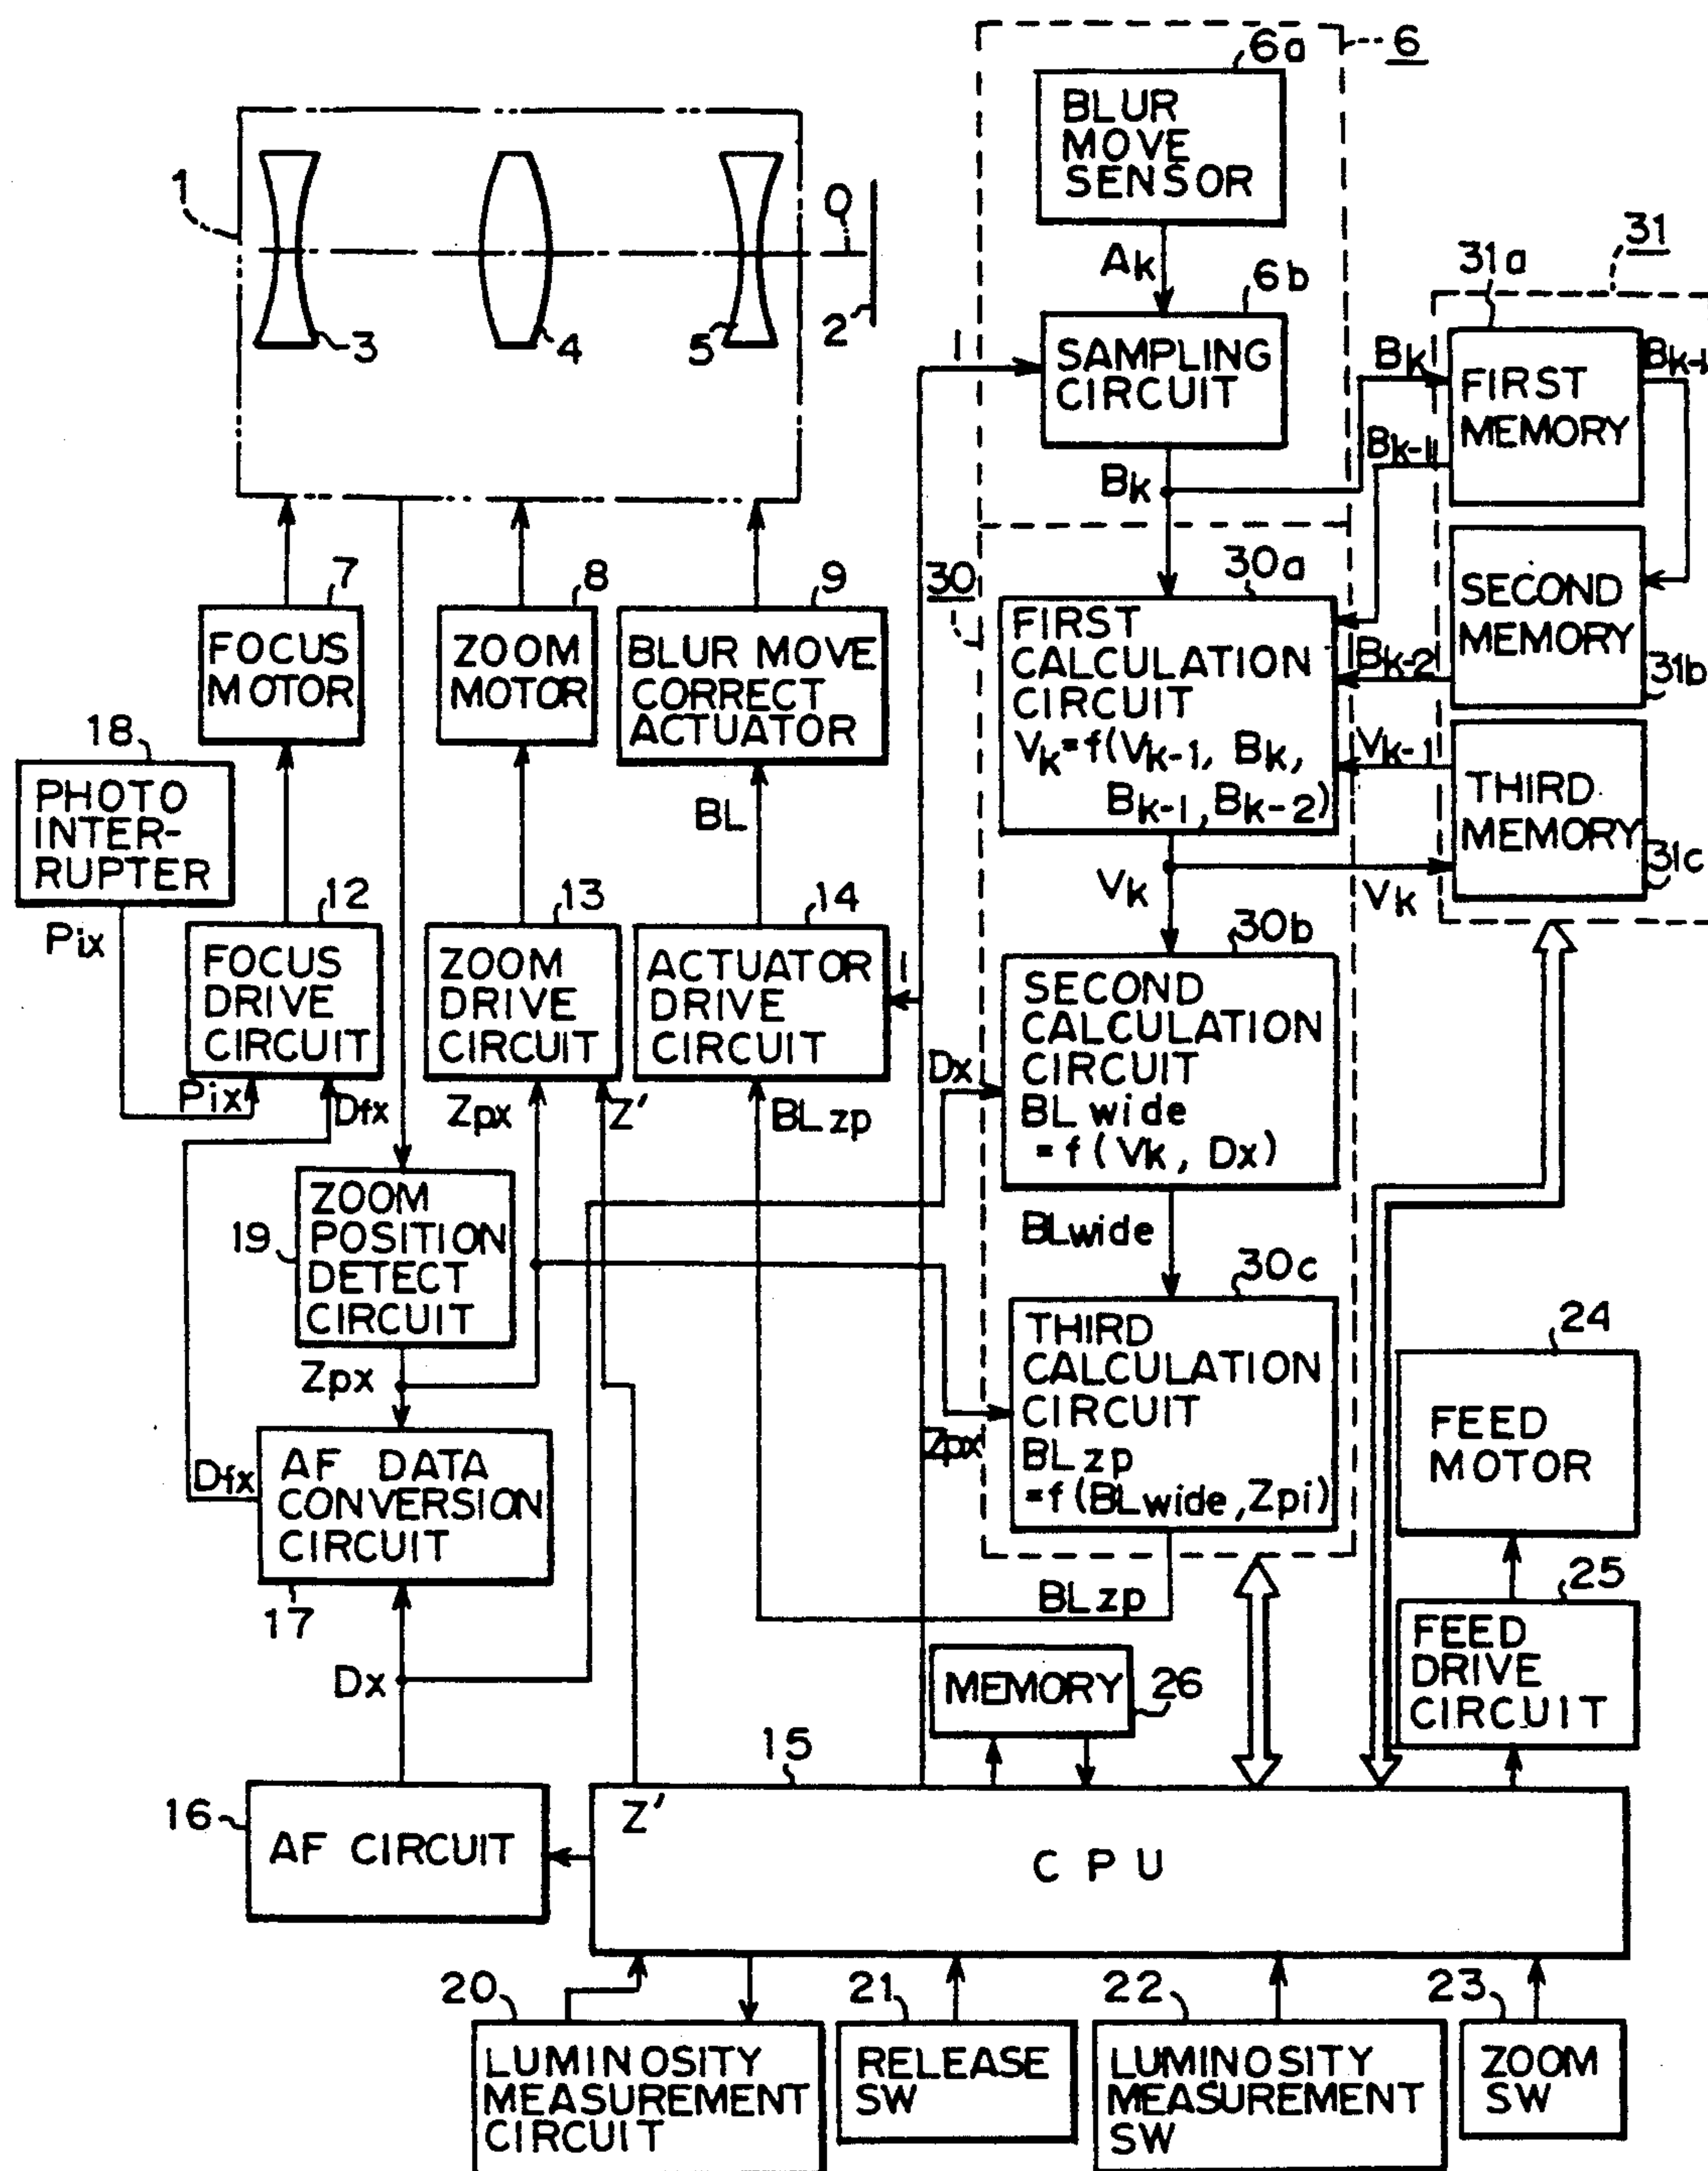 6
6a
BLUR
MOVE
SENSOR
Ak
6b
SAMPLING
CIRCUIT
I
Bk
1
3
4
5
O
2
31
31a
FIRST
MEMORY
Bk
Bk-1
Bk-1
SECOND
MEMORY
31b
Bk-2
THIRD
MEMORY
31c
Vk-1
Vk
30
30a
FIRST
CALCULATION
CIRCUIT
Vk=f(Vk-1, Bk,
Bk-1, Bk-2)
Vk
7
FOCUS
MOTOR
8
ZOOM
MOTOR
9
BLUR MOVE
CORRECT
ACTUATOR
BL
18
PHOTO
INTER-
RUPTER
Pix
12
FOCUS
DRIVE
CIRCUIT
Pix
Dfx
13
ZOOM
DRIVE
CIRCUIT
Zpx
Z'
14
ACTUATOR
DRIVE
CIRCUIT
I
BLzp
30b
SECOND
CALCULATION
CIRCUIT
BL wide
= f ( Vk , Dx )
Dx
BLwide
30c
THIRD
CALCULATION
CIRCUIT
BLzp
=f(BLwide,Zpi)
Zpx
BLzp
19
ZOOM
POSITION
DETECT
CIRCUIT
Zpx
AF DATA
CONVERSION
CIRCUIT
Dfx
17
Dx
24
FEED
MOTOR
25
FEED
DRIVE
CIRCUIT
MEMORY
26
15
Z'
CPU
16
AF CIRCUIT
20
LUMINOSITY
MEASUREMENT
CIRCUIT
21
RELEASE
SW
22
LUMINOSITY
MEASUREMENT
SW
23
ZOOM
SW